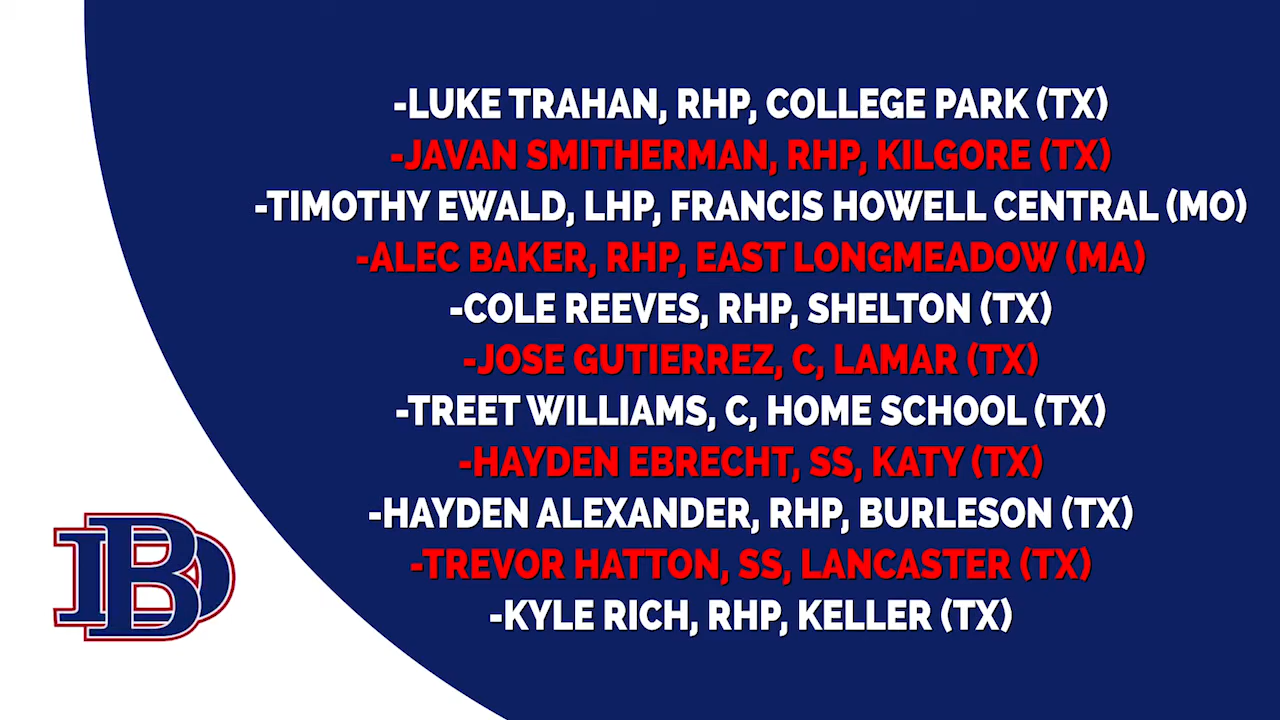 -LUKE TRAHAN, RHP, COLLEGE PARK (TX)
-JAVAN SMITHERMAN, RHP, KILGORE (TX)
-TIMOTHY EWALD, LHP, FRANCIS HOWELL CENTRAL (MO)
-ALEC BAKER, RHP, EAST LONGMEADOW (MA)
-COLE REEVES, RHP, SHELTON (TX)
-JOSE GUTIERREZ, C, LAMAR (TX)
-TREET WILLIAMS, C, HOME SCHOOL (TX)
-HAYDEN EBRECHT, SS, KATY (TX)
-HAYDEN ALEXANDER, RHP, BURLESON (TX)
-TREVOR HATTON, SS, LANCASTER (TX)
-KYLE RICH, RHP, KELLER (TX)
DB